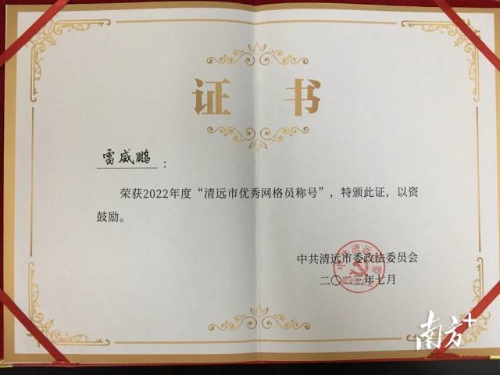 证 书
雷威鹏:
荣获2022年度“清远市优秀网格员称号”,特颁此证,以资
鼓励。
中共清远市委政法委员会
二〇二三年七月
南方+